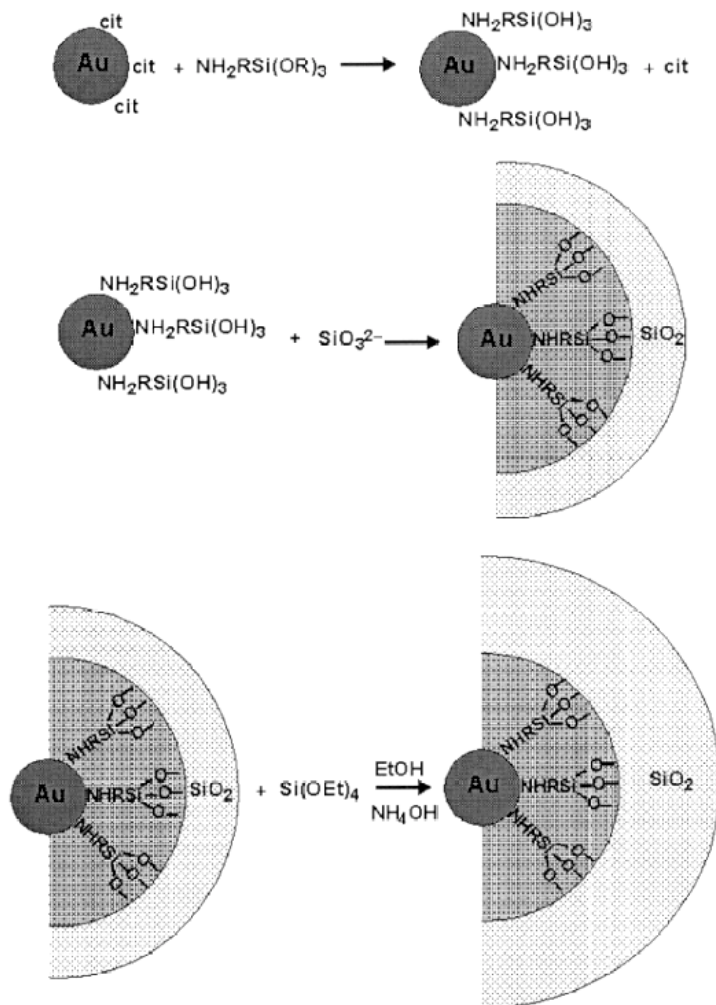 cit
Au cit + NH₂RSi(OR)₃ → Au NH₂RSi(OH)₃ + cit
cit
NH₂RSi(OH)₃
NH₂RSi(OH)₃
NH₂RSi(OH)₃
Au NH₂RSi(OH)₃ + SiO₃²⁻ → Au NHRSi O O O SiO₂
NH₂RSi(OH)₃
NHRSi O O O
NHRSi O O O
NHRSi O O O
Au NHRSi O O O SiO₂ + Si(OEt)₄
NHRSi O O O
EtOH
NH₄OH
NHRSi O O O
Au NHRSi O O O SiO₂
NHRSi O O O